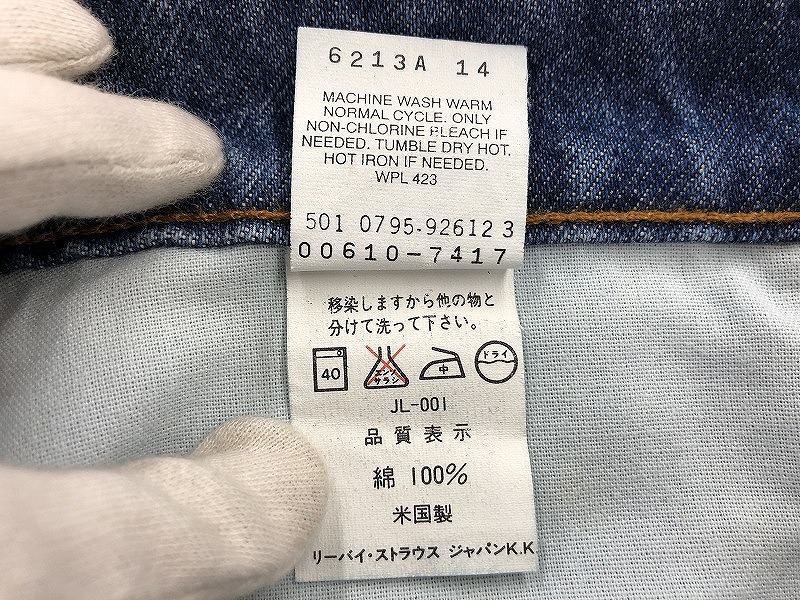 6213A 14
MACHINE WASH WARM
NORMAL CYCLE. ONLY
NON-CHLORINE BLEACH IF
NEEDED. TUMBLE DRY HOT.
HOT IRON IF NEEDED.
WPL 423
501 0795-92612 3
00610-7417
移染しますから他の物と
分けて洗って下さい。
40 エンソサラシ 中 ドライ
JL-001
品質表示
綿 100%
米国製
リーバイ・ストラウス ジャパンK.K